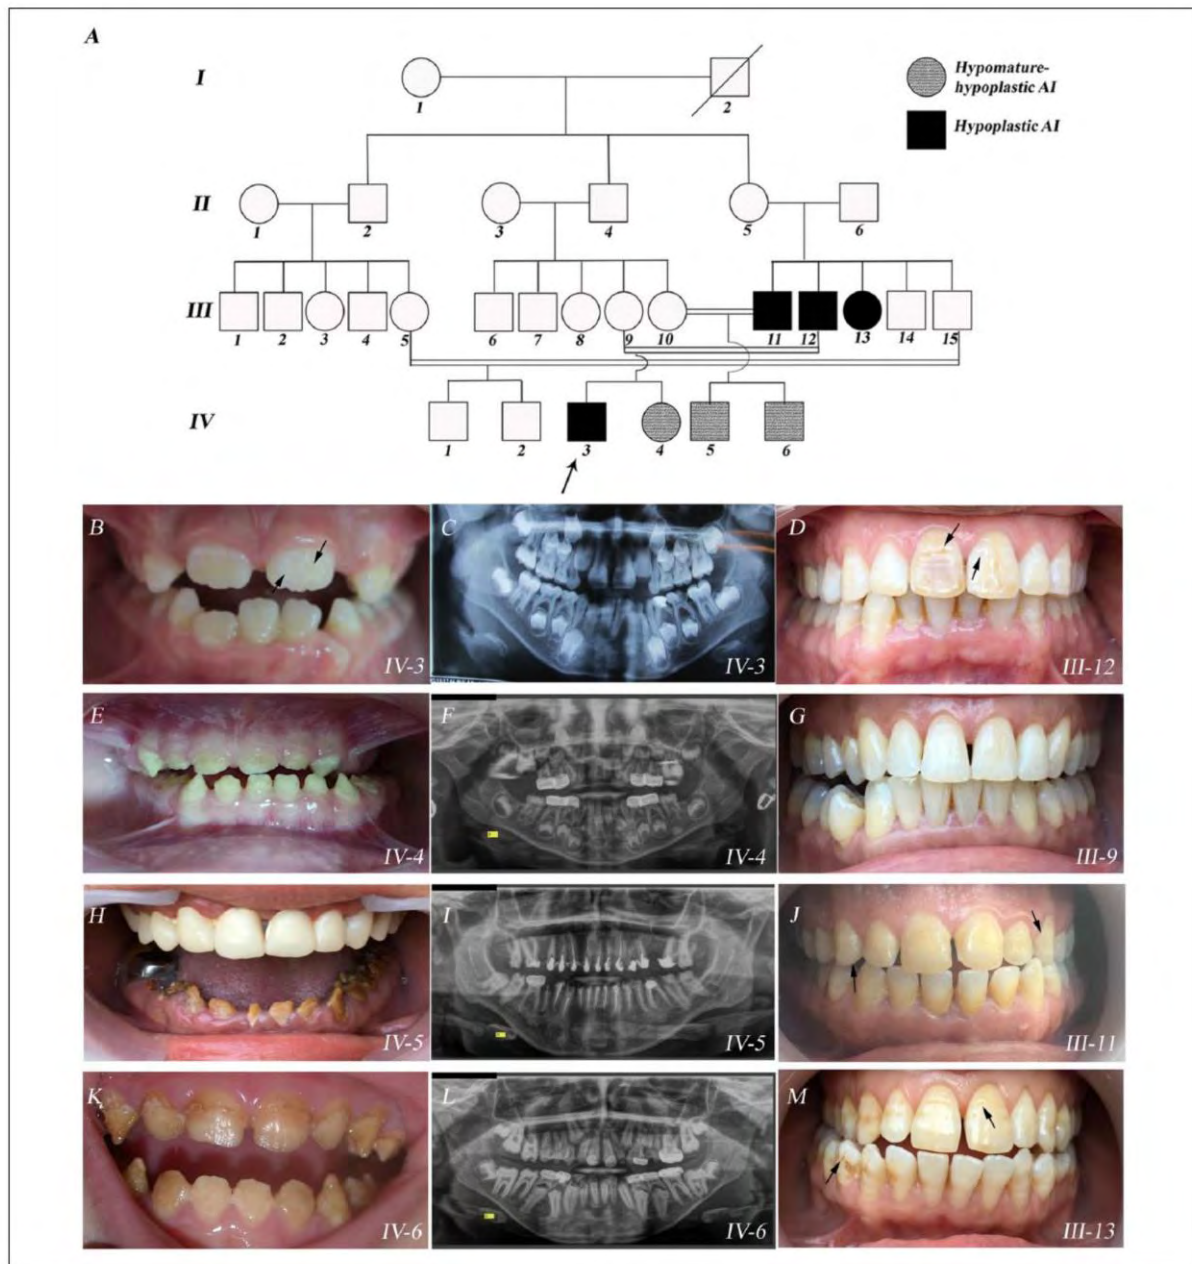 A
I
1
2
Hypomature-
hypoplastic AI
Hypoplastic AI
II
1
2
3
4
5
6
III
1
2
3
4
5
6
7
8
9
10
11
12
13
14
15
IV
1
2
3
4
5
6
B
IV-3
C
IV-3
D
III-12
E
IV-4
F
IV-4
G
III-9
H
IV-5
I
IV-5
J
III-11
K
IV-6
L
IV-6
M
III-13